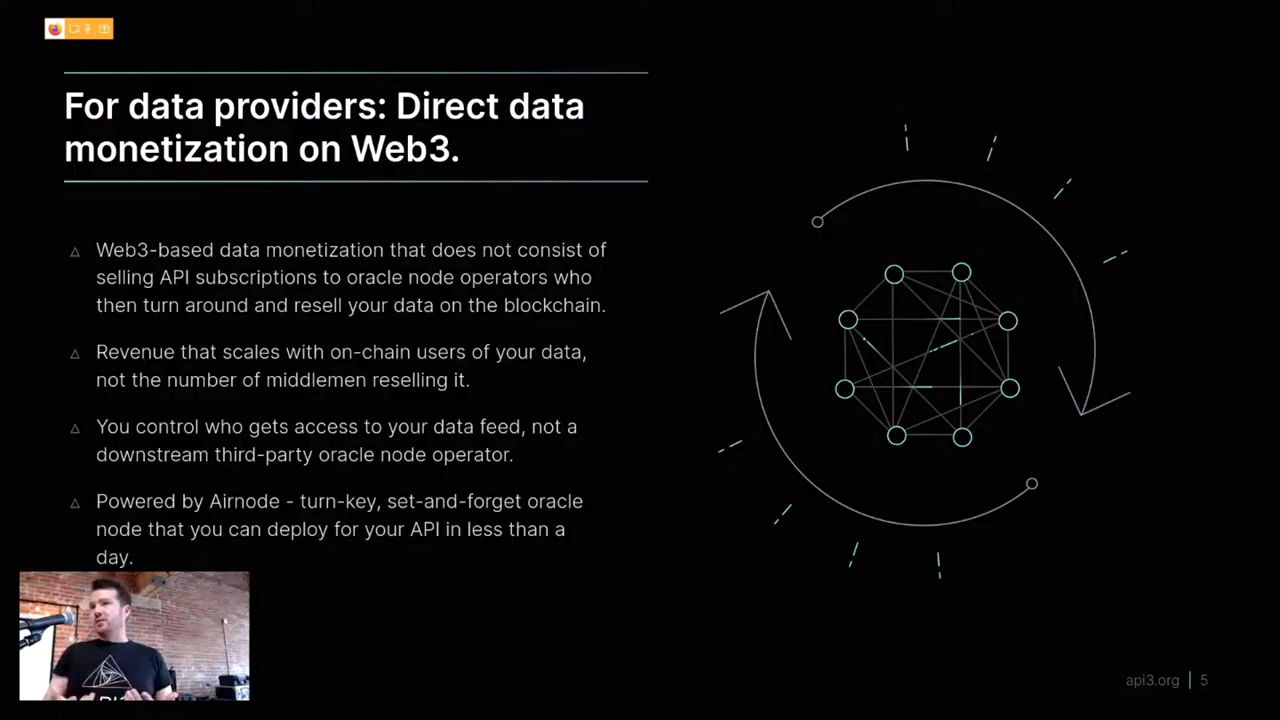 For data providers: Direct data
monetization on Web3.
Web3-based data monetization that does not consist of
selling API subscriptions to oracle node operators who
then turn around and resell your data on the blockchain.
Revenue that scales with on-chain users of your data,
not the number of middlemen reselling it.
You control who gets access to your data feed, not a
downstream third-party oracle node operator.
Powered by Airnode - turn-key, set-and-forget oracle
node that you can deploy for your API in less than a
day.
api3.org | 5